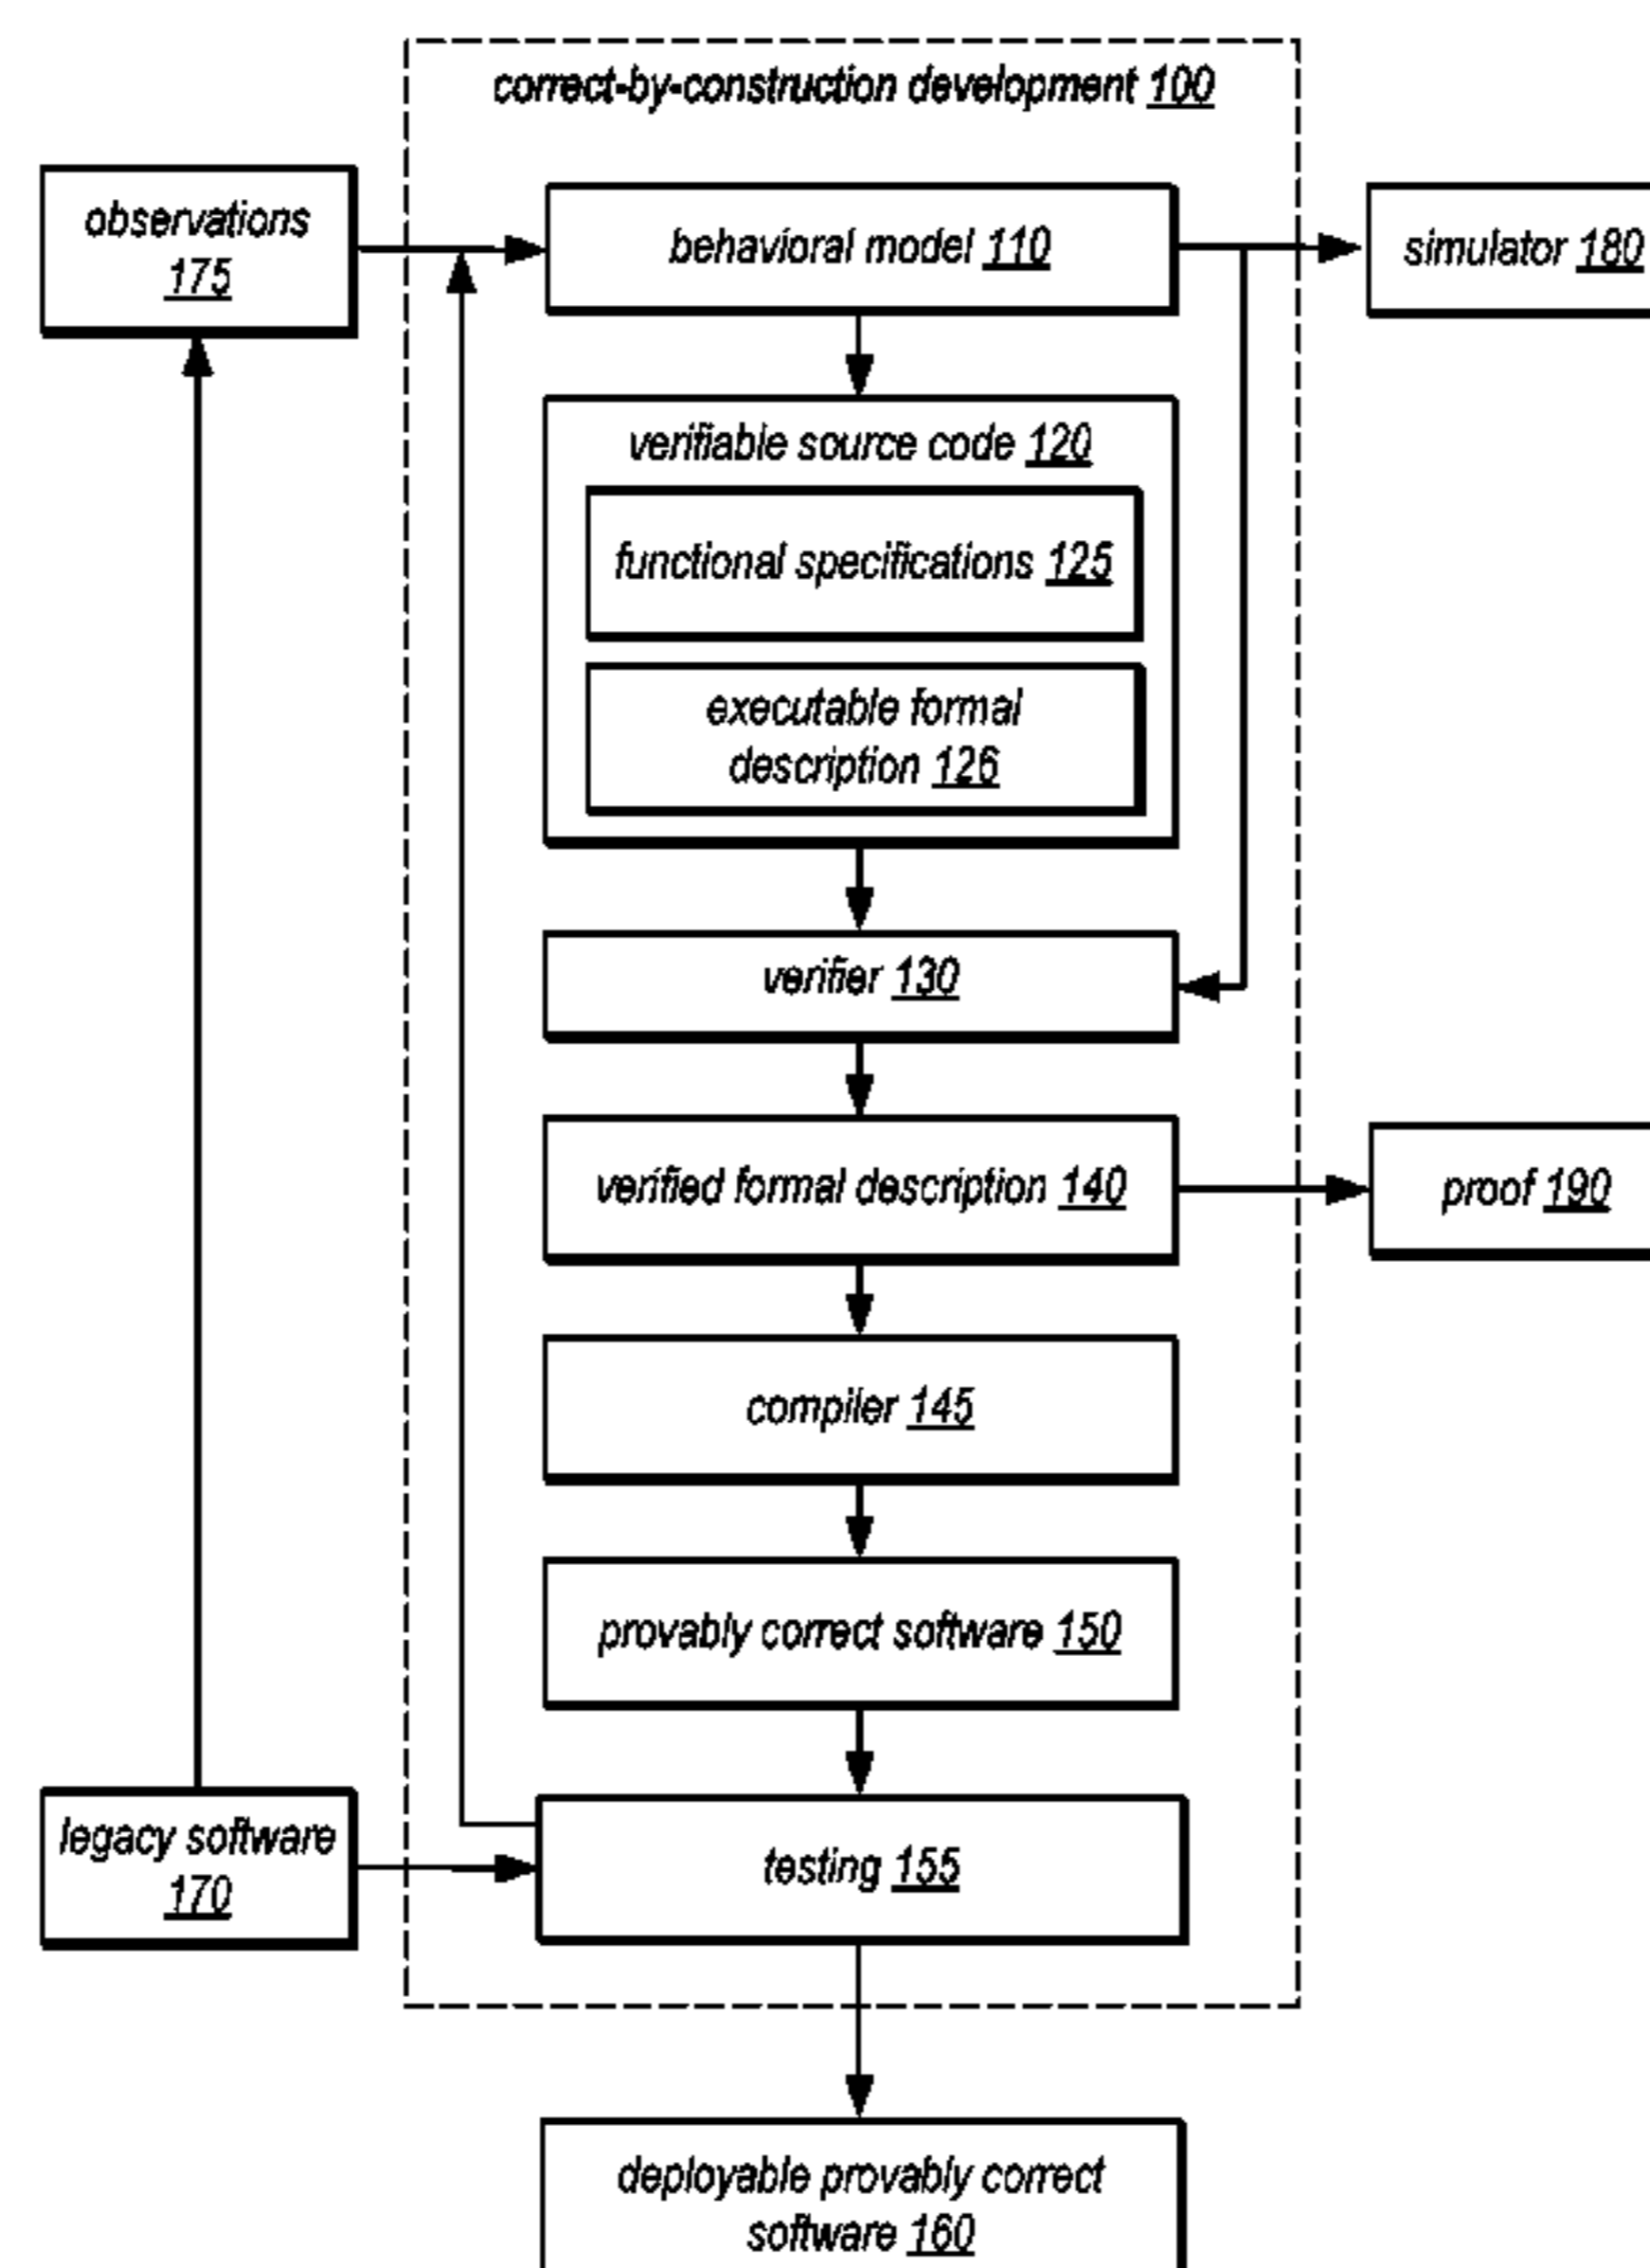 correct-by-construction development 100
observations
175
behavioral model 110
simulator 180
verifiable source code 120
functional specifications 125
executable formal
description 126
verifier 130
verified formal description 140
proof 190
compiler 145
provably correct software 150
legacy software
170
testing 155
deployable provably correct
software 160